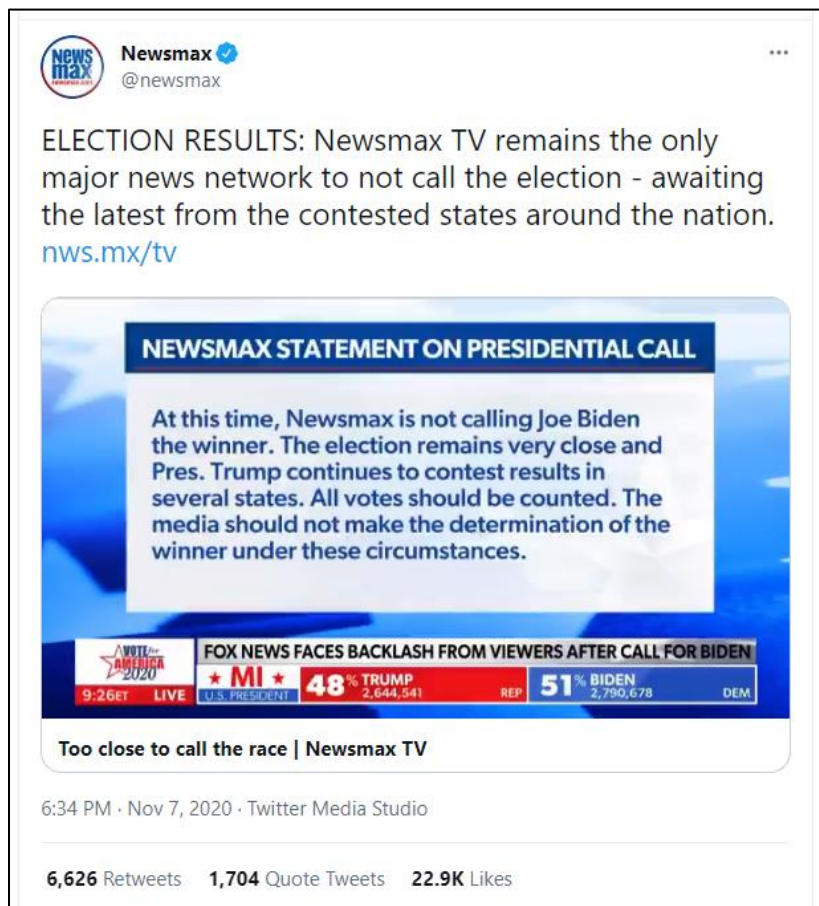 NEWS
max
Newsmax
@newsmax
ELECTION RESULTS: Newsmax TV remains the only
major news network to not call the election - awaiting
the latest from the contested states around the nation.
nws.mx/tv
NEWSMAX STATEMENT ON PRESIDENTIAL CALL
At this time, Newsmax is not calling Joe Biden
the winner. The election remains very close and
Pres. Trump continues to contest results in
several states. All votes should be counted. The
media should not make the determination of the
winner under these circumstances.
VOTE for
AMERICA
2020
9:26ET LIVE
FOX NEWS FACES BACKLASH FROM VIEWERS AFTER CALL FOR BIDEN
MI
U.S. PRESIDENT
48% TRUMP
2,644,541
REP
51% BIDEN
2,790,678
DEM
Too close to call the race | Newsmax TV
6:34 PM · Nov 7, 2020 · Twitter Media Studio
6,626 Retweets 1,704 Quote Tweets 22.9K Likes